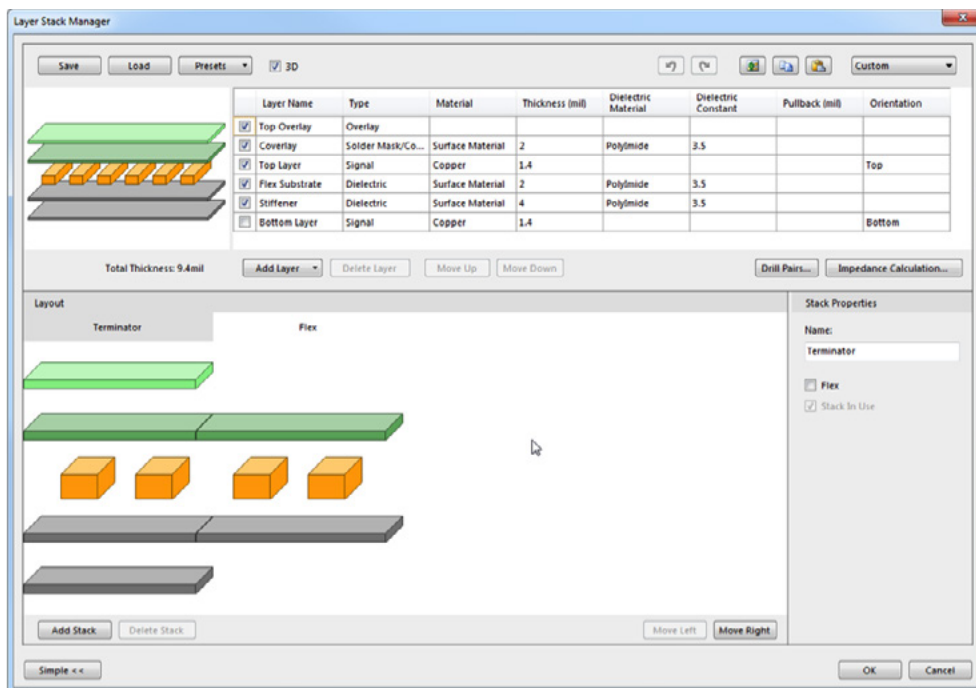 Layer Stack Manager
Save Load Presets 3D Custom
Layer Name Type Material Thickness (mil) Dielectric Material Dielectric Constant Pullback (mil) Orientation
Top Overlay Overlay
Coverlay Solder Mask/Co... Surface Material 2 Polyimide 3.5
Top Layer Signal Copper 1.4 Top
Flex Substrate Dielectric Surface Material 2 Polyimide 3.5
Stiffener Dielectric Surface Material 4 Polyimide 3.5
Bottom Layer Signal Copper 1.4 Bottom
Total Thickness: 9.4mil Add Layer Delete Layer Move Up Move Down Drill Pairs... Impedance Calculation...
Layout Stack Properties
Terminator Flex
Name:
Terminator
Flex
Stack In Use
Add Stack Delete Stack Move Left Move Right
Simple << OK Cancel